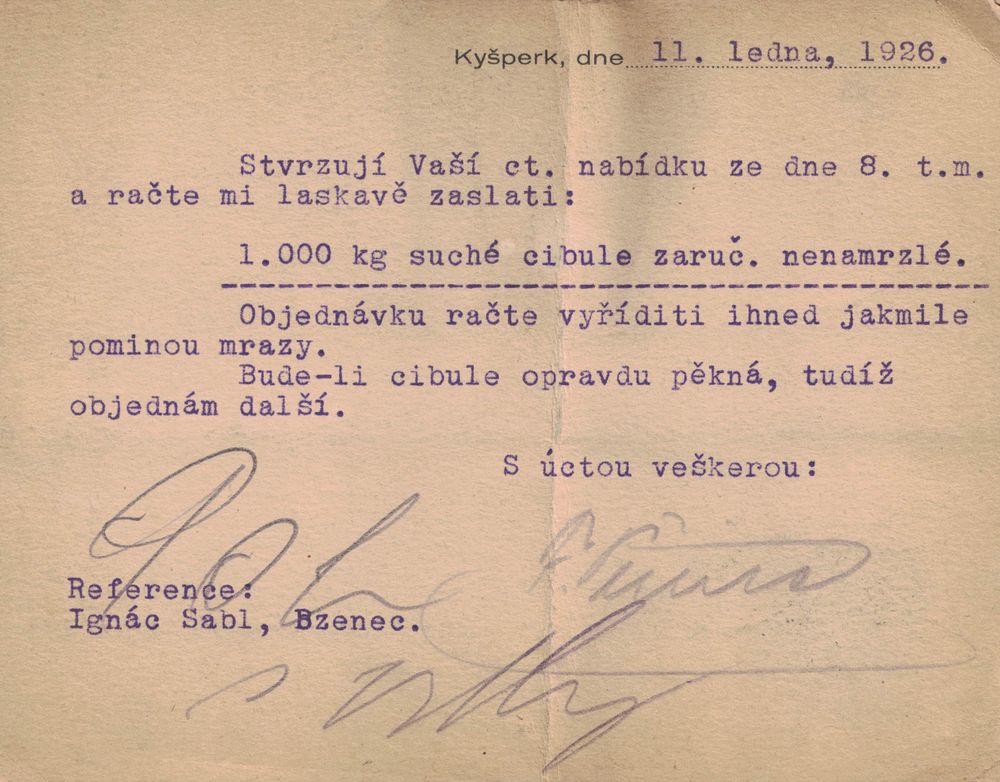 Kyšperk, dne 11. ledna, 1926.
Stvrzují Vaší ct. nabídku ze dne 8. t.m.
a račte mi laskavě zaslati:
1.000 kg suché cibule zaruč. nenamrzlé.
Objednávku račte vyříditi ihned jakmile
pominou mrazy.
Bude-li cibule opravdu pěkná, tudíž
objednám další.
S úctou veškerou:
Reference:
Ignác Sabl, Bzenec.